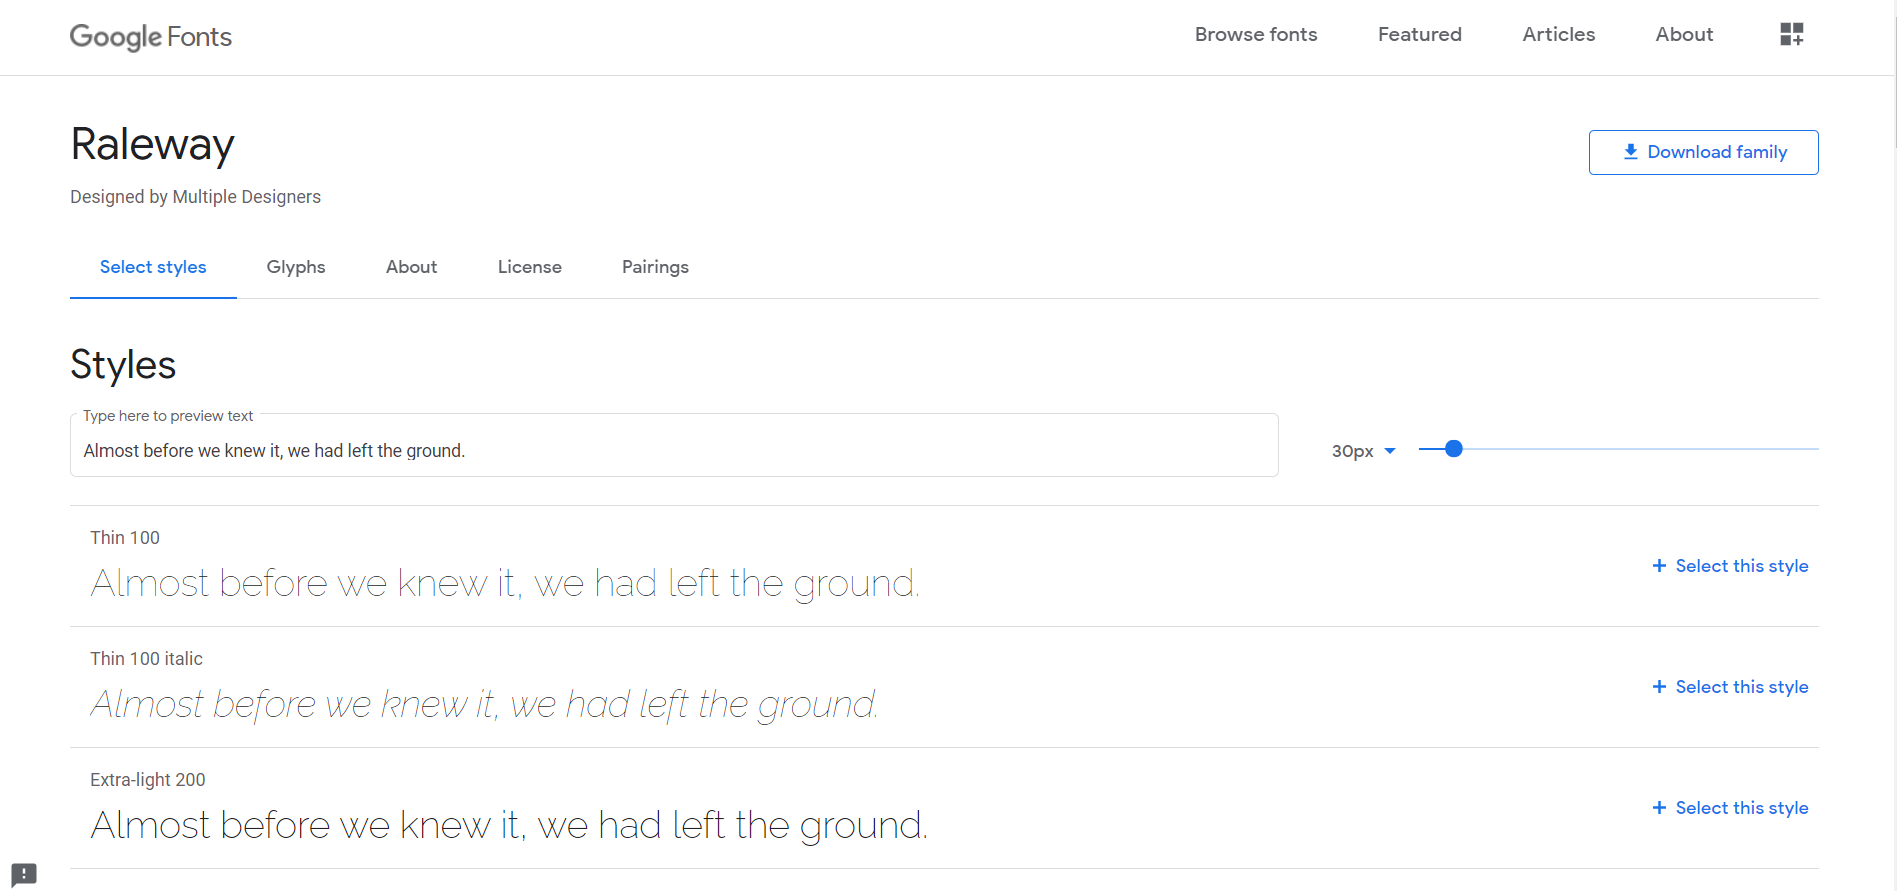 Google Fonts
Browse fonts
Featured
Articles
About
Raleway
Download family
Designed by Multiple Designers
Select styles
Glyphs
About
License
Pairings
Styles
Type here to preview text
Almost before we knew it, we had left the ground.
30px
Thin 100
Almost before we knew it, we had left the ground.
+ Select this style
Thin 100 italic
Almost before we knew it, we had left the ground.
+ Select this style
Extra-light 200
Almost before we knew it, we had left the ground.
+ Select this style